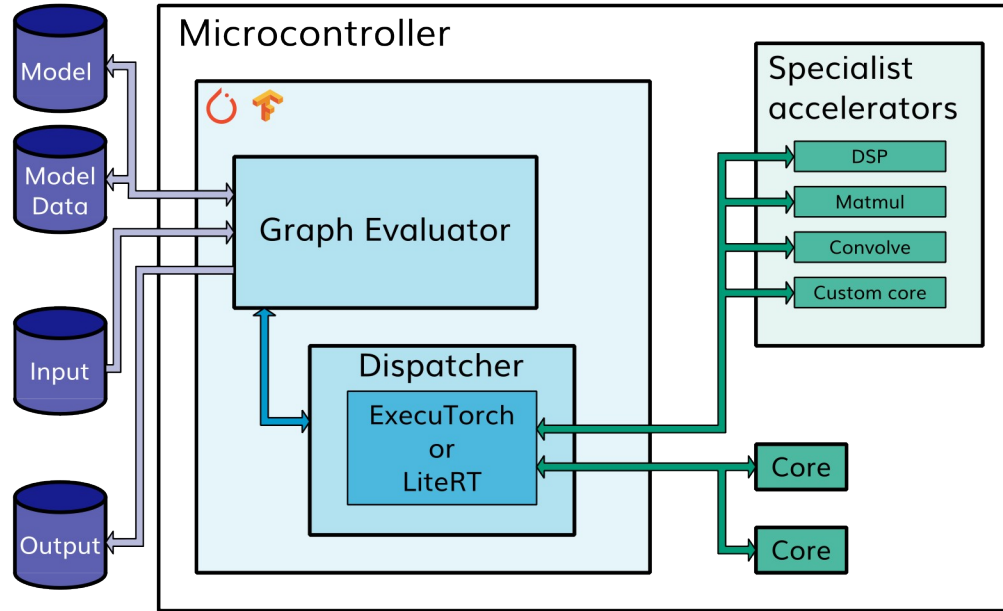 Microcontroller
Model
Model
Data
Input
Output
Graph Evaluator
Dispatcher
ExecuTorch
or
LiteRT
Specialist
accelerators
DSP
Matmul
Convolve
Custom core
Core
Core